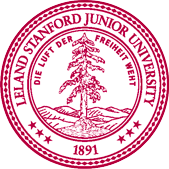 LELAND STANFORD JUNIOR UNIVERSITY
DIE LUFT DER FREIHEIT WEHT
1891